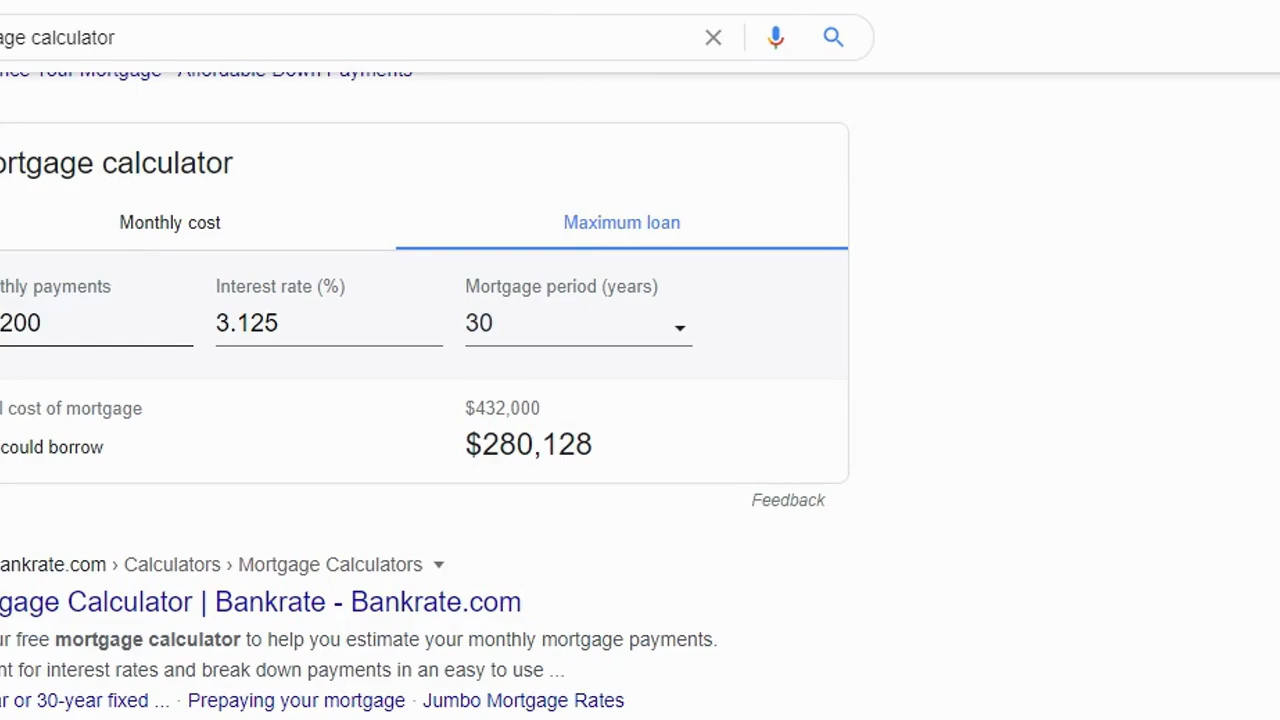 age calculator
nce Your Mortgage · Affordable Down Payments
ortgage calculator
Monthly cost
Maximum loan
thly payments
Interest rate (%)
Mortgage period (years)
200
3.125
30
l cost of mortgage
$432,000
could borrow
$280,128
Feedback
ankrate.com › Calculators › Mortgage Calculators
gage Calculator | Bankrate - Bankrate.com
ur free mortgage calculator to help you estimate your monthly mortgage payments.
nt for interest rates and break down payments in an easy to use ...
ar or 30-year fixed ... · Prepaying your mortgage · Jumbo Mortgage Rates